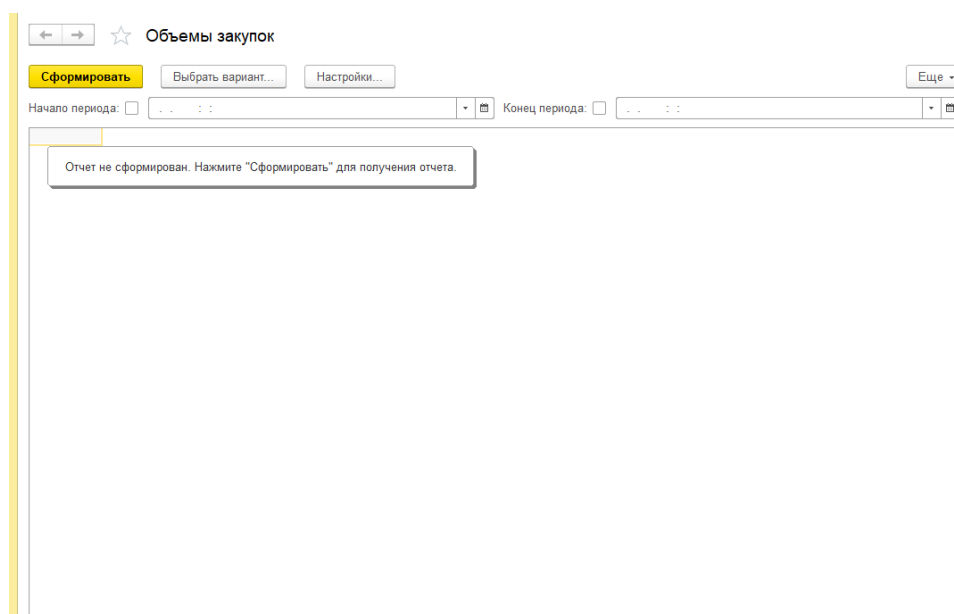 Объемы закупок
Сформировать Выбрать вариант... Настройки... Еще
Начало периода: . . : : Конец периода: . . : :
Отчет не сформирован. Нажмите "Сформировать" для получения отчета.